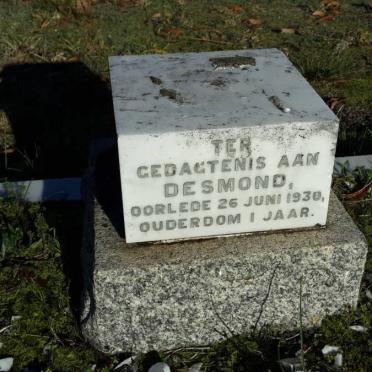 TER
GEDAGTENIS AAN
DESMOND,
OORLEDE 26 JUNI 1930,
OUDERDOM 1 JAAR.